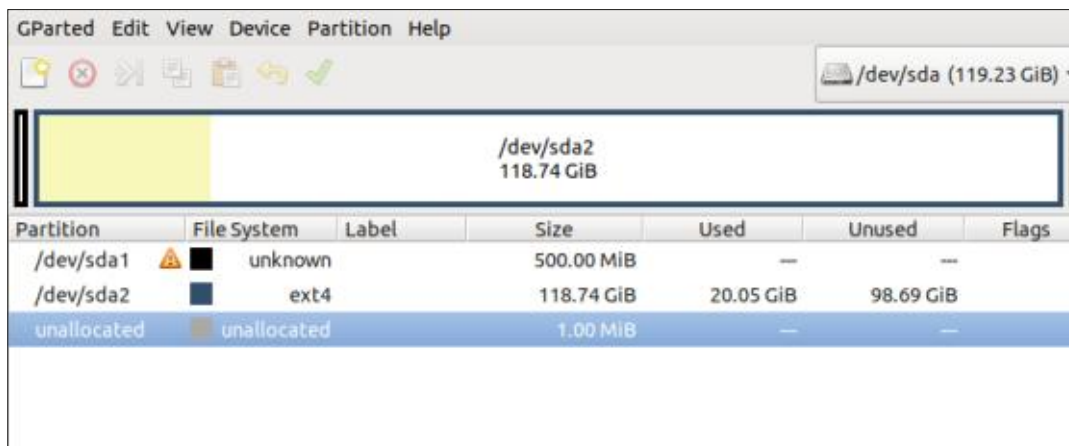 GParted Edit View Device Partition Help
/dev/sda (119.23 GiB)
/dev/sda2
118.74 GiB
Partition File System Label Size Used Unused Flags
/dev/sda1 unknown 500.00 MiB --- ---
/dev/sda2 ext4 118.74 GiB 20.05 GiB 98.69 GiB
unallocated unallocated 1.00 MiB --- ---